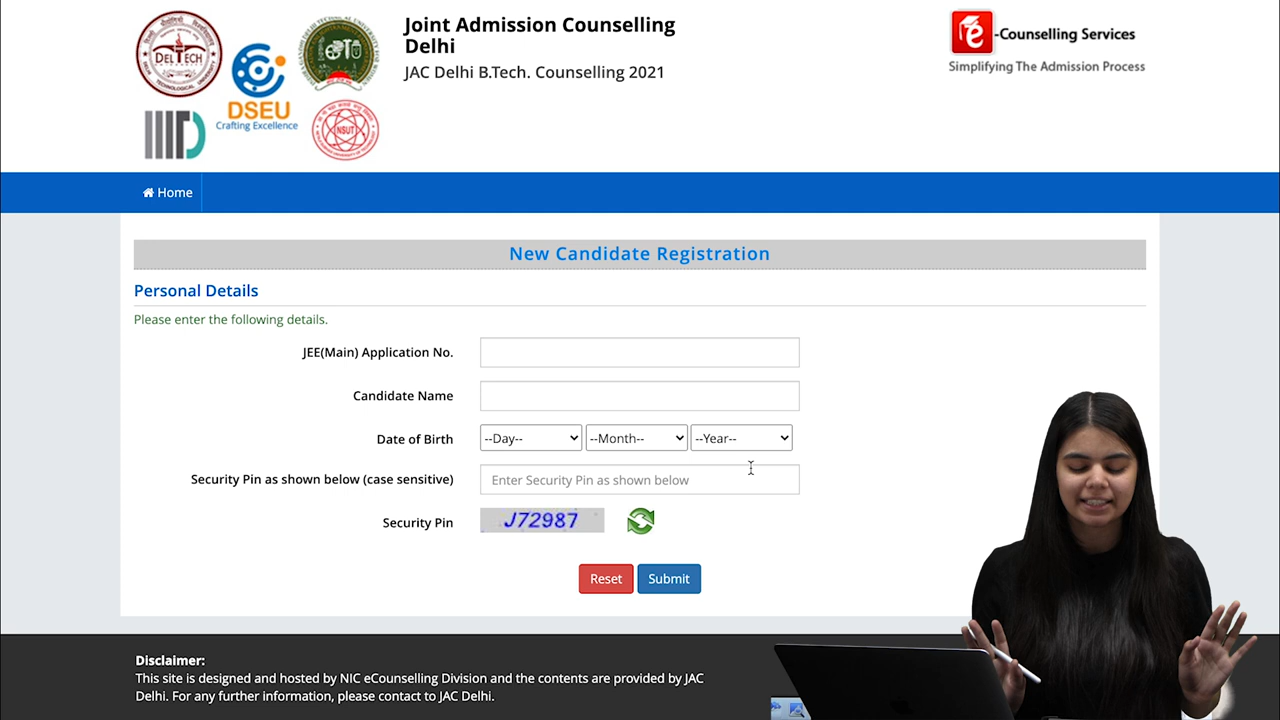 Joint Admission Counselling
Delhi
JAC Delhi B.Tech. Counselling 2021
e-Counselling Services
Simplifying The Admission Process
DELTECH
DSEU
Crafting Excellence
NSUT
Home
New Candidate Registration
Personal Details
Please enter the following details.
JEE(Main) Application No.
Candidate Name
Date of Birth --Day-- --Month-- --Year--
Security Pin as shown below (case sensitive) Enter Security Pin as shown below
Security Pin J72987
Reset Submit
Disclaimer:
This site is designed and hosted by NIC eCounselling Division and the contents are provided by JAC
Delhi. For any further information, please contact to JAC Delhi.